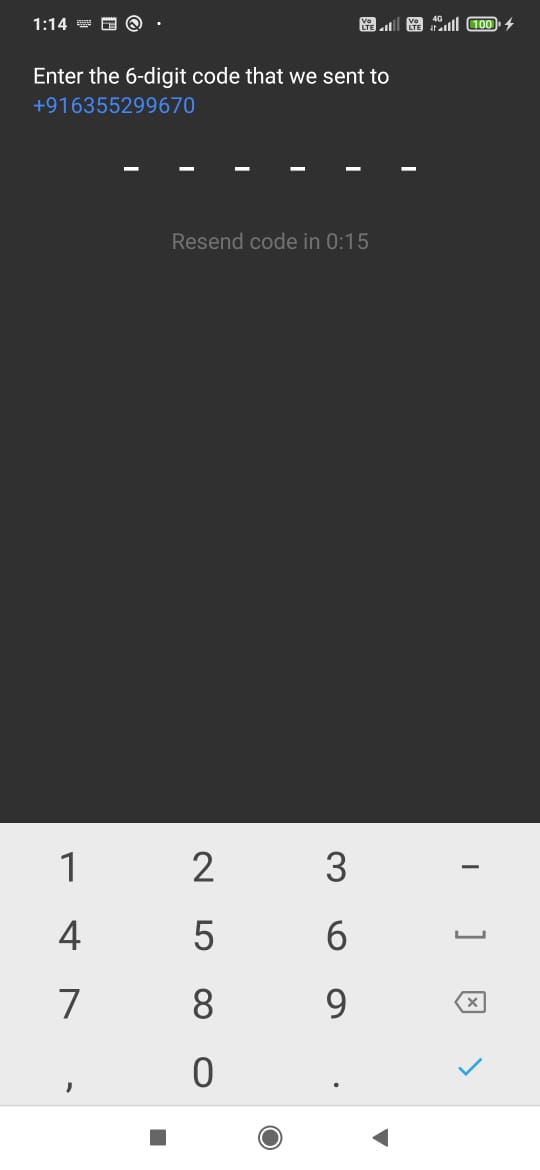 1:14
Vo LTE Vo LTE 4G 100
Enter the 6-digit code that we sent to
+916355299670
Resend code in 0:15
1 2 3 -
4 5 6
7 8 9
, 0 .